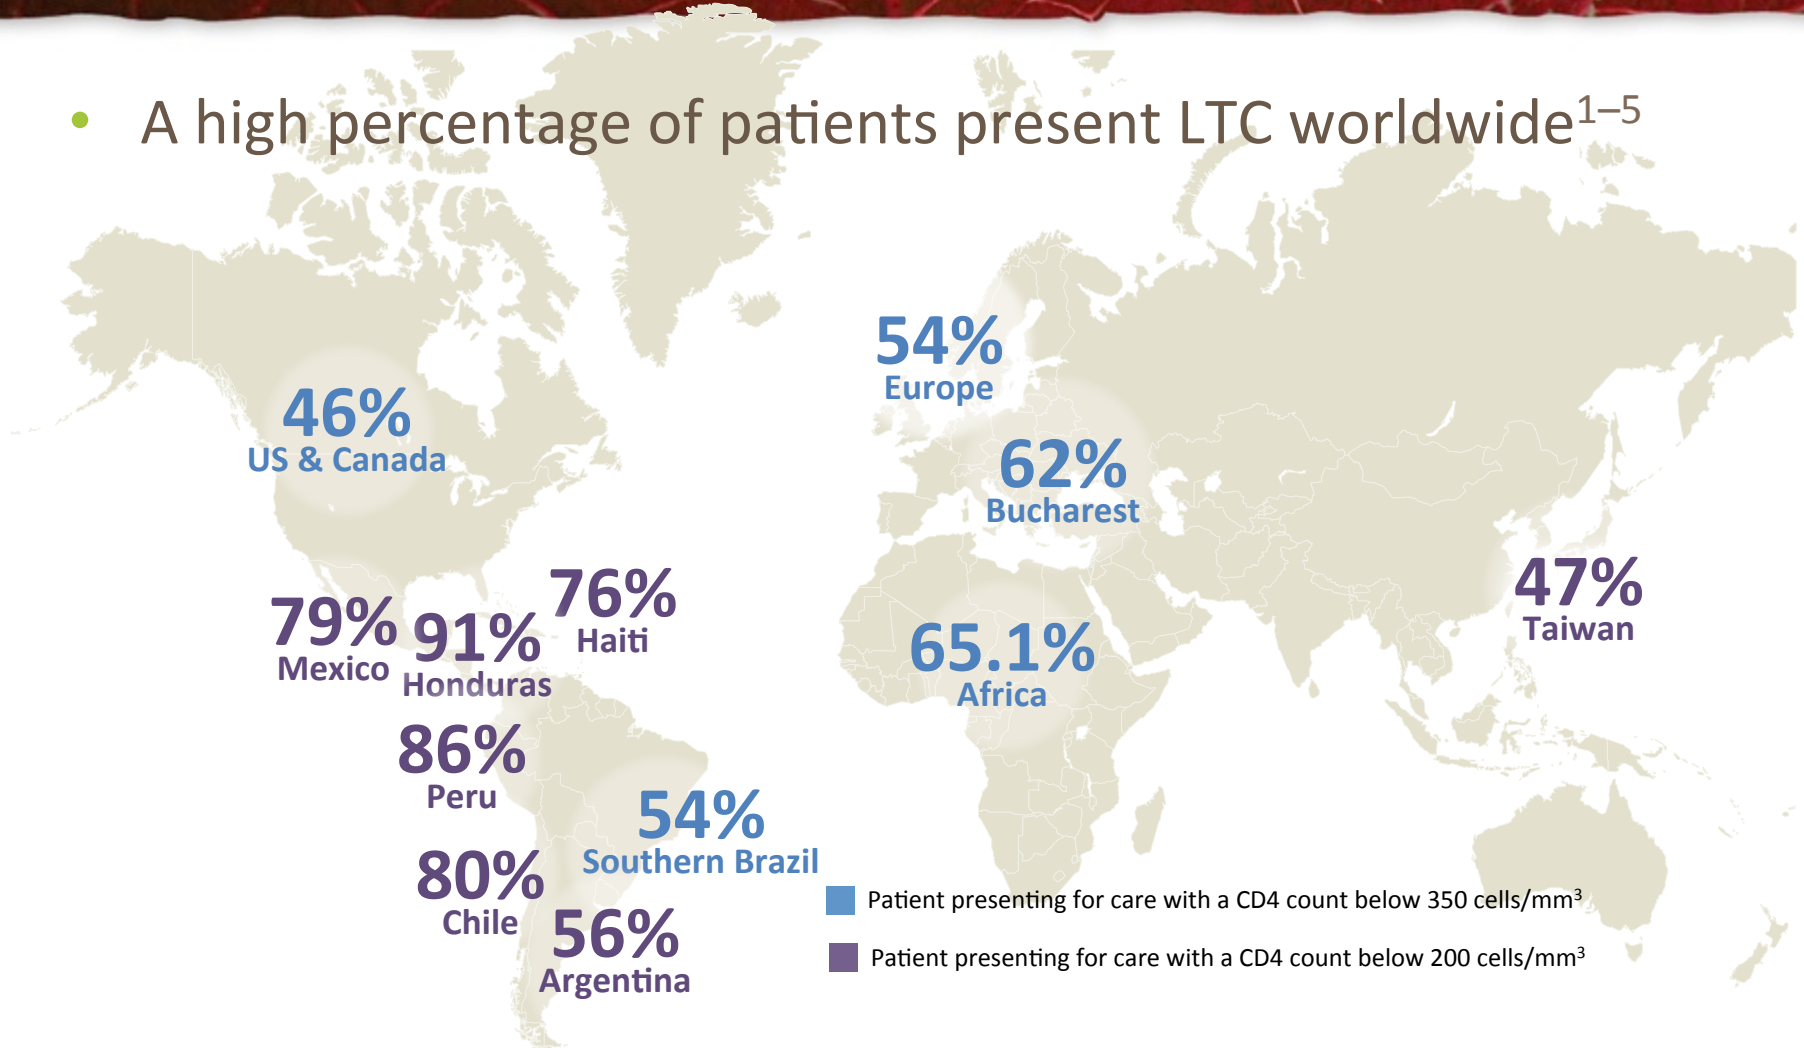 • A high percentage of patients present LTC worldwide¹⁻⁵
54%
Europe
46%
US & Canada
62%
Bucharest
47%
Taiwan
76%
Haiti
79%
Mexico
91%
Honduras
65.1%
Africa
86%
Peru
54%
Southern Brazil
80%
Chile
56%
Argentina
Patient presenting for care with a CD4 count below 350 cells/mm³
Patient presenting for care with a CD4 count below 200 cells/mm³